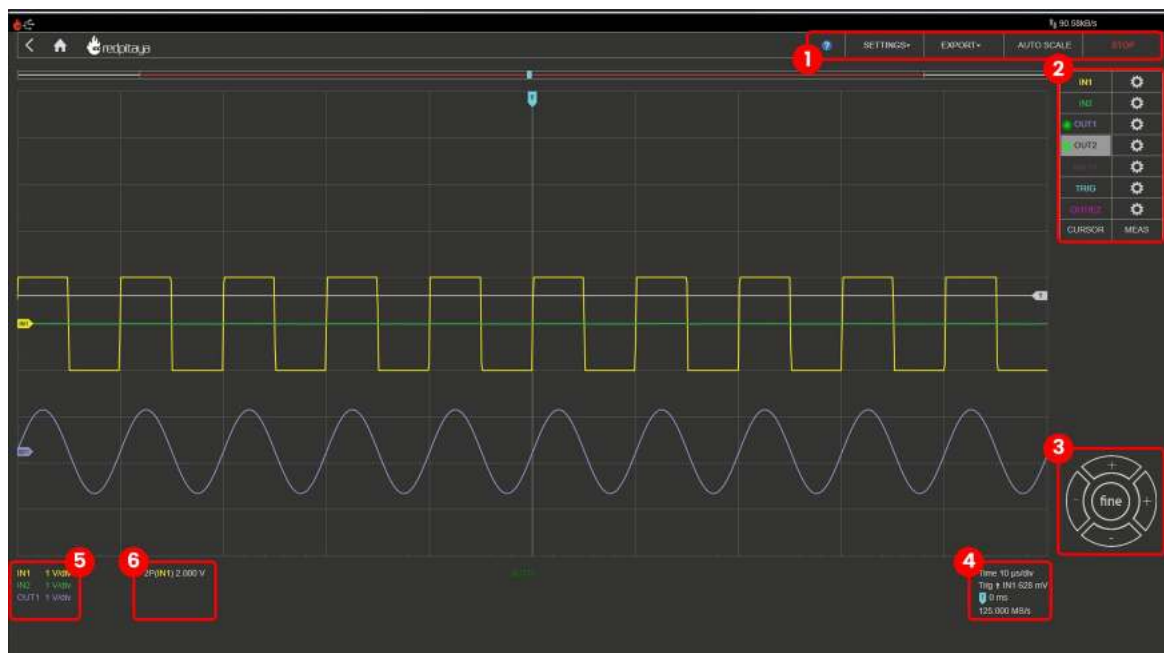 90.58kB/s
redpitaya
1
?
SETTINGS
EXPORT
AUTO SCALE
STOP
2
IN1
IN2
OUT1
OUT2
TRIG
CURSOR MEAS
T
T
IN1
3
+
- fine +
-
5
IN1 1 V/div
IN2 1 V/div
OUT1 1 V/div
6
P2P(IN1) 2.000 V
AUTO
4
Time 10 µs/div
Trig IN1 628 mV
T 0 ms
125.000 MS/s